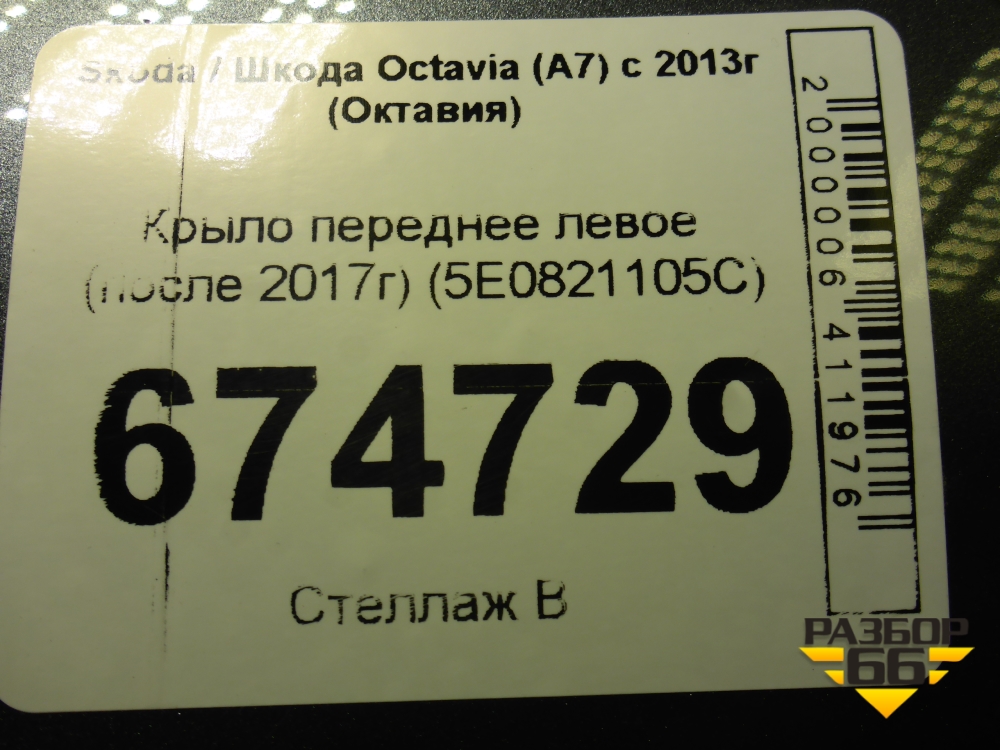 Skoda / Шкода Octavia (A7) с 2013г
(Октавия)
Крыло переднее левое
(после 2017г) (5E0821105C)
674729
Стеллаж В
2000006411976
РАЗБОР
66